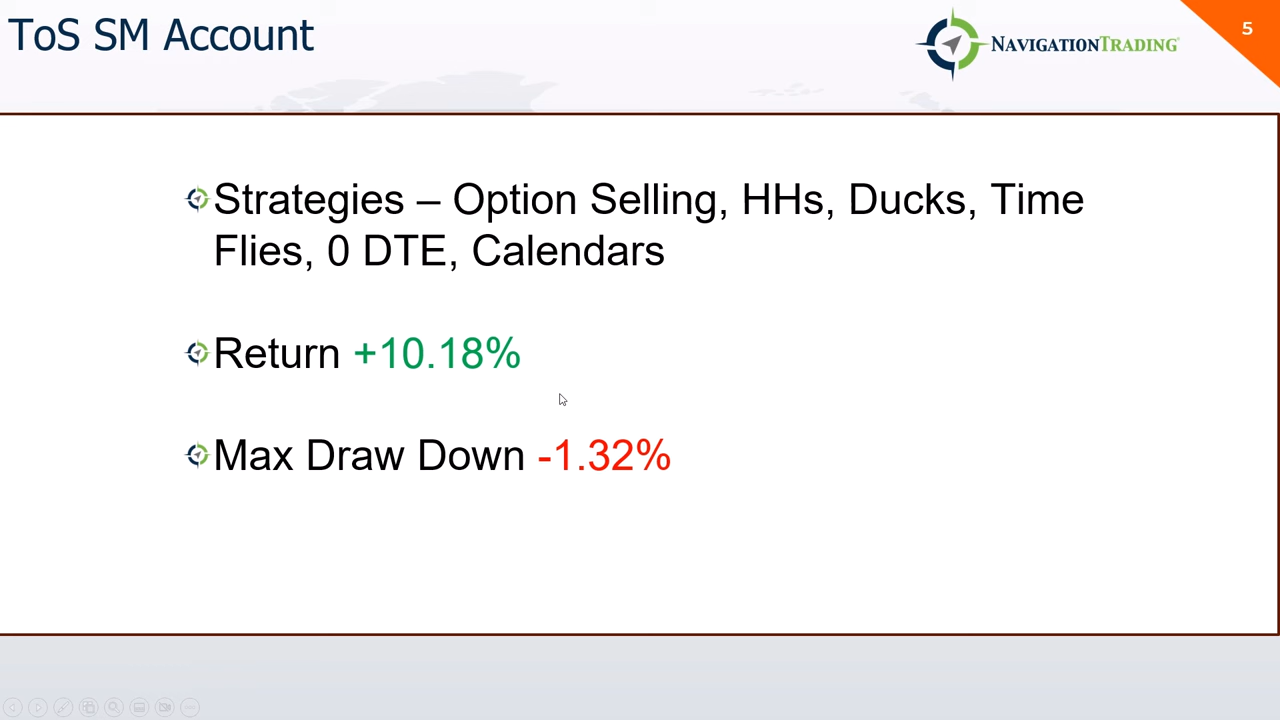 ToS SM Account
NAVIGATIONTRADING
5
Strategies – Option Selling, HHs, Ducks, Time
Flies, 0 DTE, Calendars
Return +10.18%
Max Draw Down -1.32%